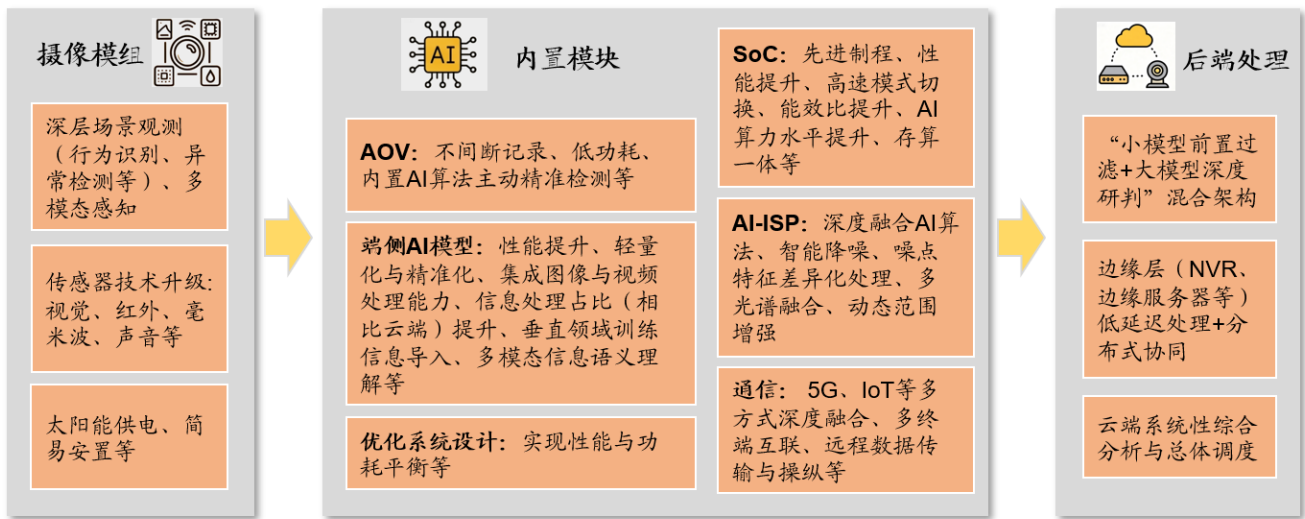 摄像模组
深层场景观测
（行为识别、异
常检测等）、多
模态感知
传感器技术升级:
视觉、红外、毫
米波、声音等
太阳能供电、简
易安置等
AI
内置模块
AOV：不间断记录、低功耗、
内置AI算法主动精准检测等
端侧AI模型：性能提升、轻量
化与精准化、集成图像与视频
处理能力、信息处理占比（相
比云端）提升、垂直领域训练
信息导入、多模态信息语义理
解等
优化系统设计：实现性能与功
耗平衡等
SoC：先进制程、性
能提升、高速模式切
换、能效比提升、AI
算力水平提升、存算
一体等
AI-ISP：深度融合AI算
法、智能降噪、噪点
特征差异化处理、多
光谱融合、动态范围
增强
通信： 5G、IoT等多
方式深度融合、多终
端互联、远程数据传
输与操纵等
后端处理
“小模型前置过
滤+大模型深度
研判”混合架构
边缘层（NVR、
边缘服务器等）
低延迟处理+分
布式协同
云端系统性综合
分析与总体调度